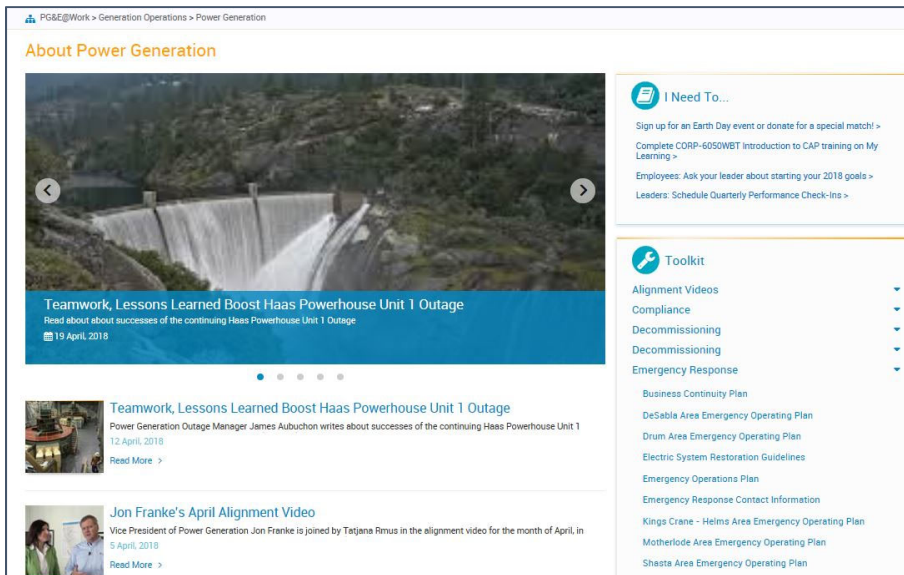 PG&E@Work > Generation Operations > Power Generation
About Power Generation
Teamwork, Lessons Learned Boost Haas Powerhouse Unit 1 Outage
Read about about successes of the continuing Haas Powerhouse Unit 1 Outage
19 April, 2018
Teamwork, Lessons Learned Boost Haas Powerhouse Unit 1 Outage
Power Generation Outage Manager James Aubuchon writes about successes of the continuing Haas Powerhouse Unit 1
12 April, 2018
Read More >
Jon Franke's April Alignment Video
Vice President of Power Generation Jon Franke is joined by Tatjana Rmus in the alignment video for the month of April, in
5 April, 2018
Read More >
I Need To...
Sign up for an Earth Day event or donate for a special match! >
Complete CORP-6050WBT Introduction to CAP training on My
Learning >
Employees: Ask your leader about starting your 2018 goals >
Leaders: Schedule Quarterly Performance Check-Ins >
Toolkit
Alignment Videos
Compliance
Decommissioning
Decommissioning
Emergency Response
Business Continuity Plan
DeSabla Area Emergency Operating Plan
Drum Area Emergency Operating Plan
Electric System Restoration Guidelines
Emergency Operations Plan
Emergency Response Contact Information
Kings Crane - Helms Area Emergency Operating Plan
Motherlode Area Emergency Operating Plan
Shasta Area Emergency Operating Plan